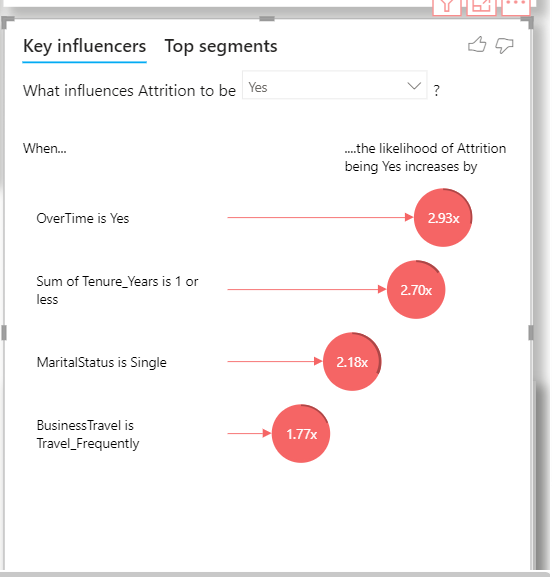 Key influencers Top segments
What influences Attrition to be Yes ?
When...
....the likelihood of Attrition
being Yes increases by
OverTime is Yes
2.93x
Sum of Tenure_Years is 1 or
less
2.70x
MaritalStatus is Single
2.18x
BusinessTravel is
Travel_Frequently
1.77x